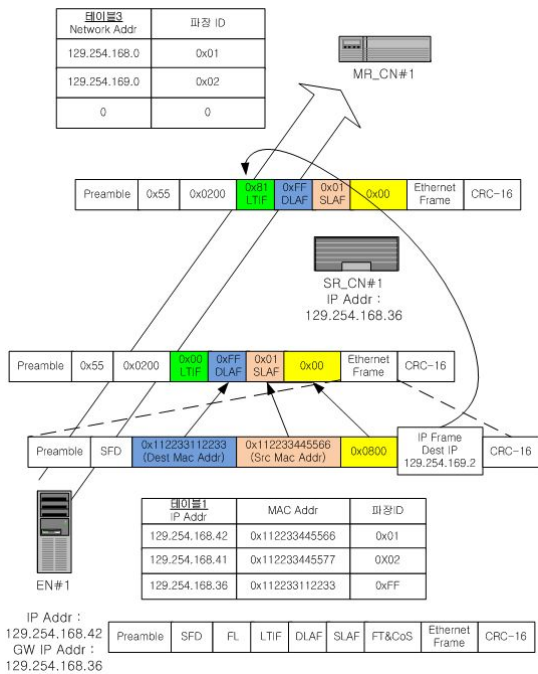 테이블3
Network Addr 파장 ID
129.254.168.0 0x01
129.254.169.0 0x02
0 0
MR_CN#1
Preamble 0x55 0x0200 0x81 LTIF 0xFF DLAF 0x01 SLAF 0x00 Ethernet Frame CRC-16
SR_CN#1
IP Addr :
129.254.168.36
Preamble 0x55 0x0200 0x00 LTIF 0xFF DLAF 0x01 SLAF 0x00 Ethernet Frame CRC-16
Preamble SFD 0x112233112233 (Dest Mac Addr) 0x112233445566 (Src Mac Addr) 0x0800 IP Frame Dest IP 129.254.169.2 CRC-16
EN#1
테이블1
IP Addr MAC Addr 파장ID
129.254.168.42 0x112233445566 0x01
129.254.168.41 0x112233445577 0X02
129.254.168.36 0x112233112233 0xFF
IP Addr :
129.254.168.42
GW IP Addr :
129.254.168.36
Preamble SFD FL LTIF DLAF SLAF FT&CoS Ethernet Frame CRC-16